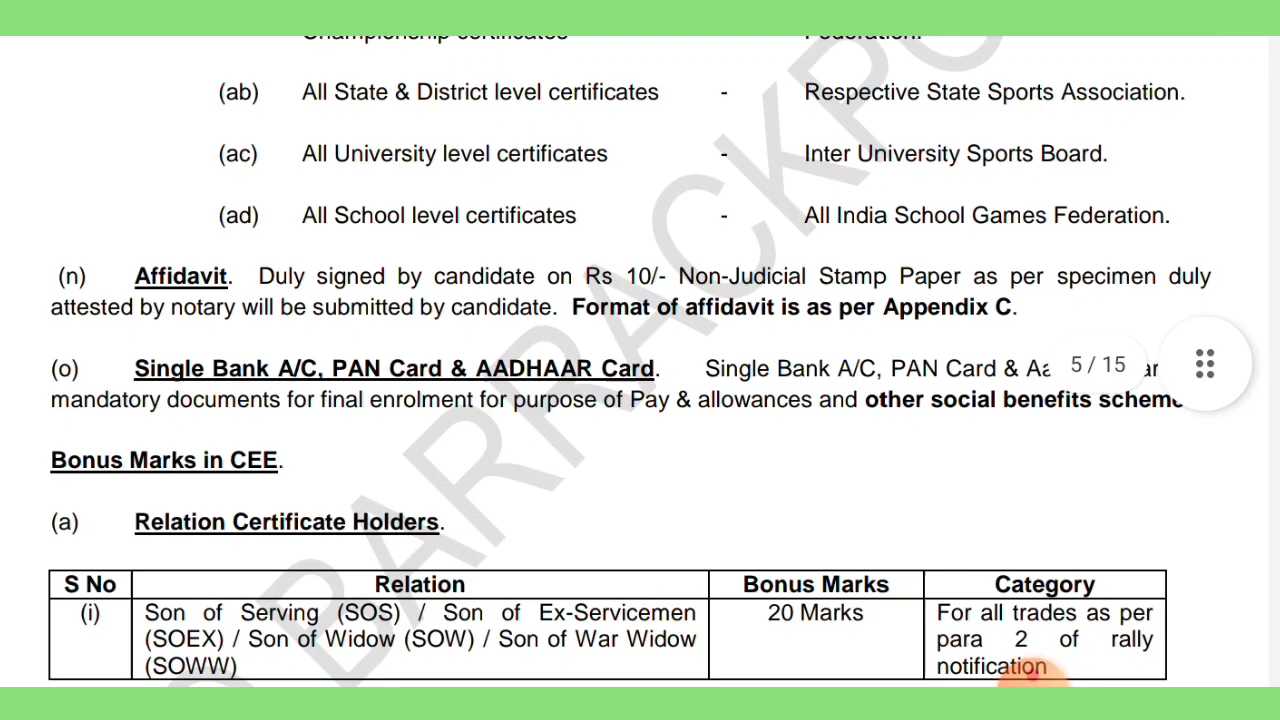 Championship certificates Federation.
(ab) All State & District level certificates - Respective State Sports Association.
(ac) All University level certificates - Inter University Sports Board.
(ad) All School level certificates - All India School Games Federation.
(n) Affidavit. Duly signed by candidate on Rs 10/- Non-Judicial Stamp Paper as per specimen duly
attested by notary will be submitted by candidate. Format of affidavit is as per Appendix C.
(o) Single Bank A/C, PAN Card & AADHAAR Card. Single Bank A/C, PAN Card &
5 / 15
mandatory documents for final enrolment for purpose of Pay & allowances and other social benefits
Bonus Marks in CEE.
(a) Relation Certificate Holders.
S No Relation Bonus Marks Category
(i) Son of Serving (SOS) / Son of Ex-Servicemen 20 Marks For all trades as per
(SOEX) / Son of Widow (SOW) / Son of War Widow para 2 of rally
(SOWW) notification